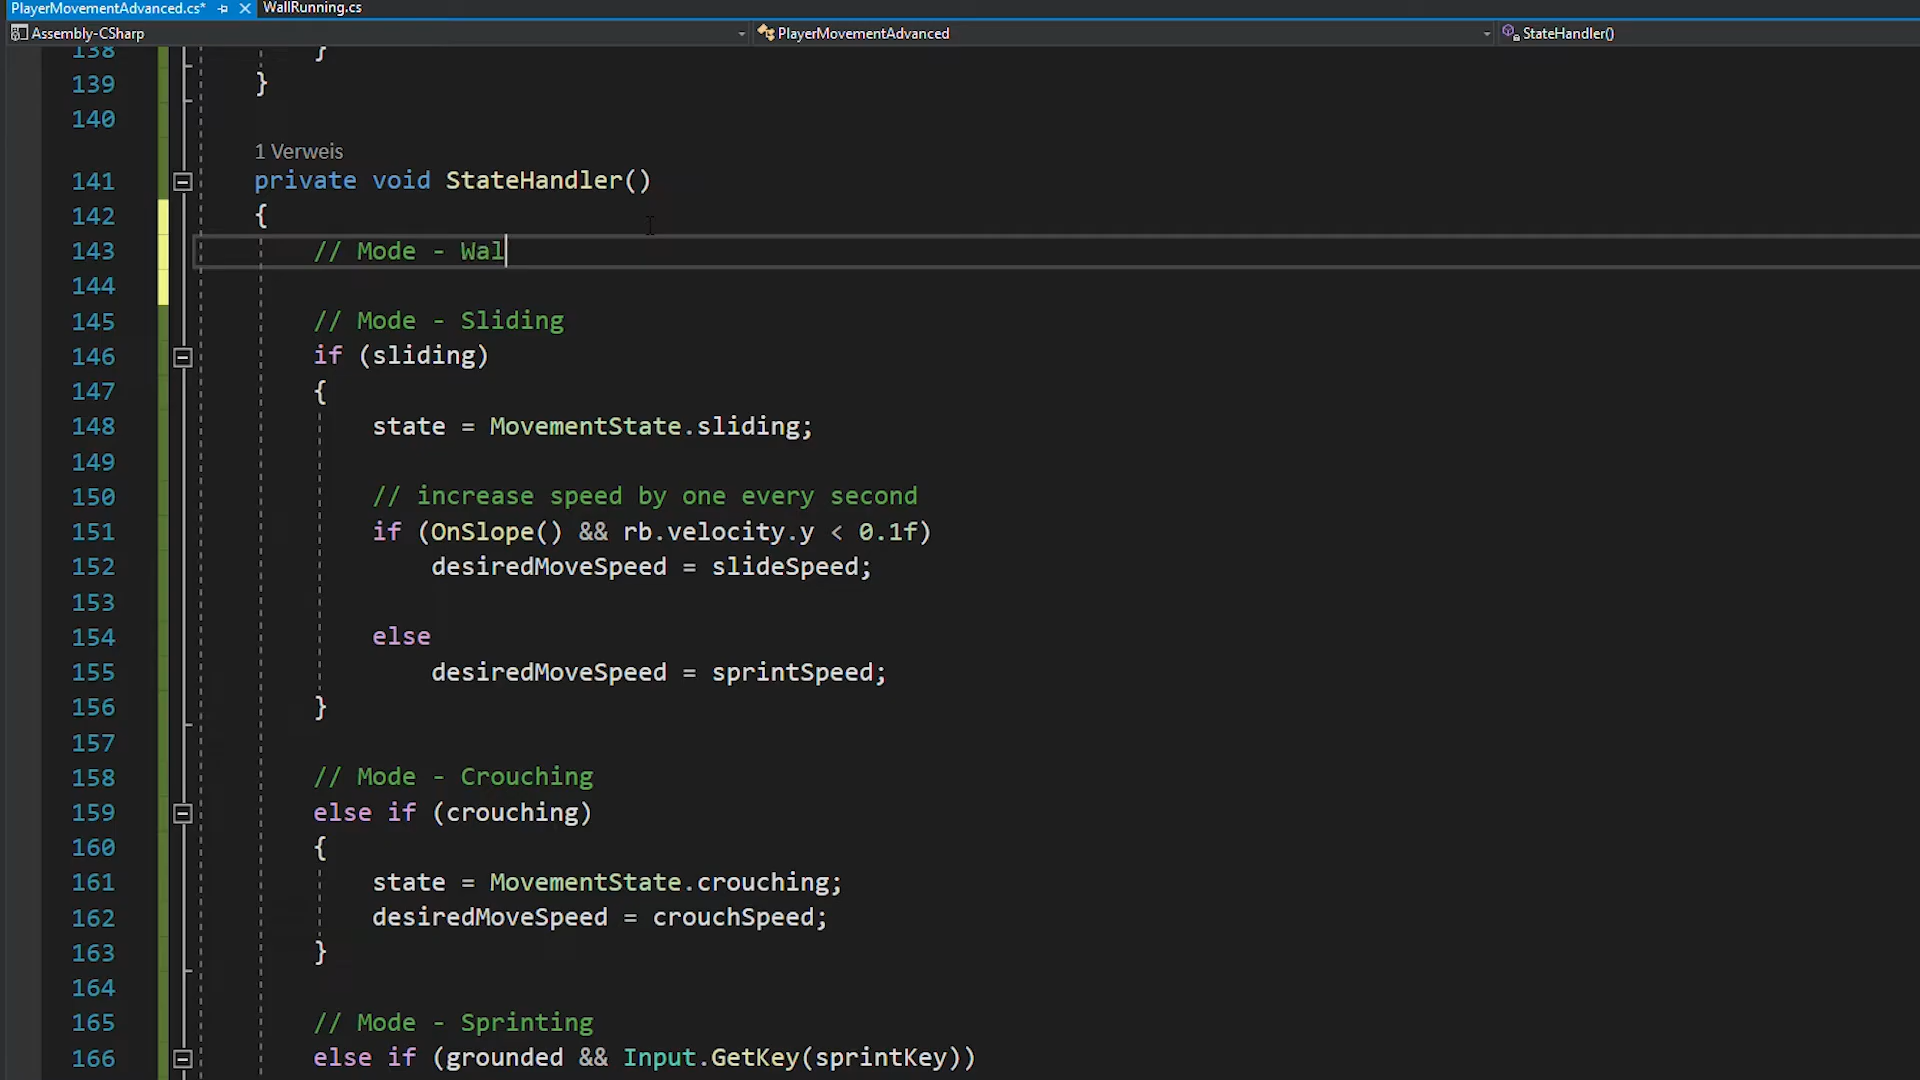 PlayerMovementAdvanced.cs* WallRunning.cs
Assembly-CSharp PlayerMovementAdvanced StateHandler()
138 }
139 }
140
1 Verweis
141 private void StateHandler()
142 {
143 // Mode - Wal
144
145 // Mode - Sliding
146 if (sliding)
147 {
148 state = MovementState.sliding;
149
150 // increase speed by one every second
151 if (OnSlope() && rb.velocity.y < 0.1f)
152 desiredMoveSpeed = slideSpeed;
153
154 else
155 desiredMoveSpeed = sprintSpeed;
156 }
157
158 // Mode - Crouching
159 else if (crouching)
160 {
161 state = MovementState.crouching;
162 desiredMoveSpeed = crouchSpeed;
163 }
164
165 // Mode - Sprinting
166 else if (grounded && Input.GetKey(sprintKey))